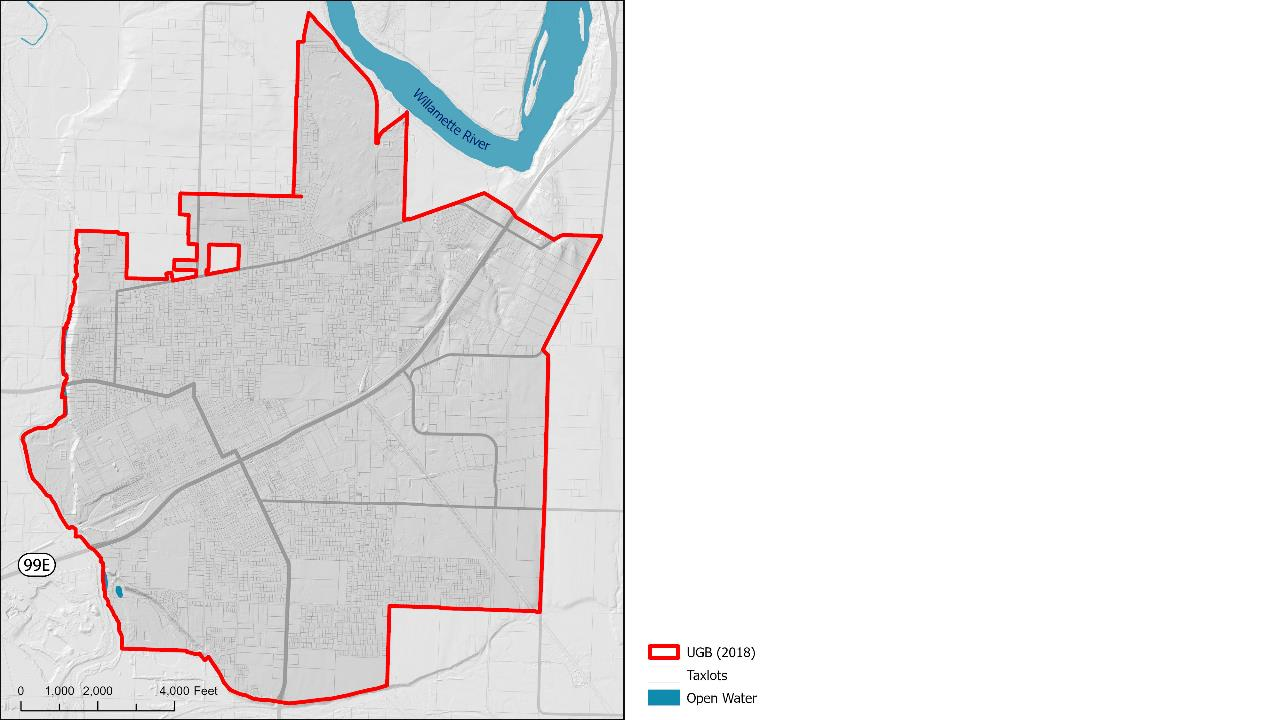 Willamette River
99E
0 1,000 2,000 4,000 Feet
UGB (2018)
Taxlots
Open Water